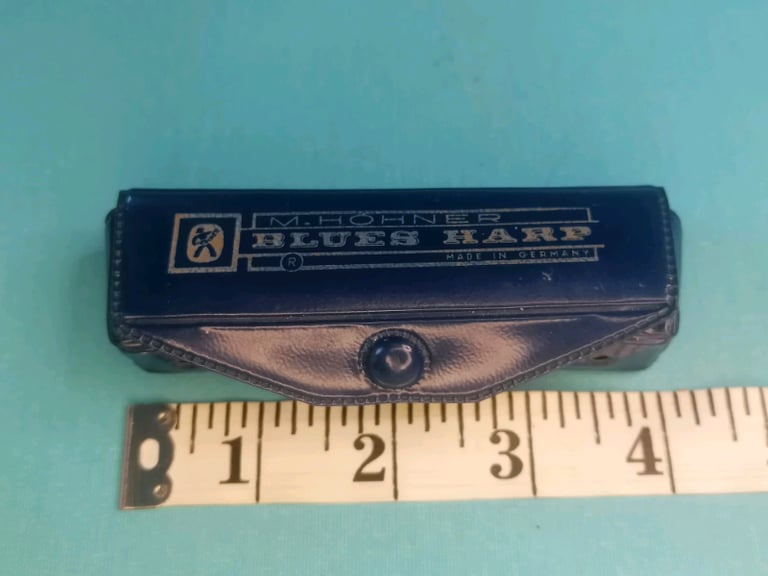 M. HOHNER
BLUES HARP
® MADE IN GERMANY
1 2 3 4